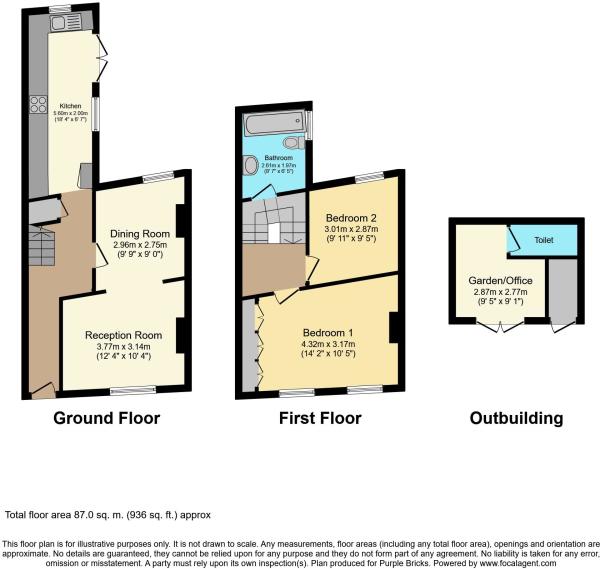 Kitchen
5.60m x 2.00m
(18' 4" x 6' 7")
Dining Room
2.96m x 2.75m
(9' 9" x 9' 0")
Reception Room
3.77m x 3.14m
(12' 4" x 10' 4")
Ground Floor
Bathroom
2.61m x 1.97m
(8' 7" x 6' 5")
Bedroom 2
3.01m x 2.87m
(9' 11" x 9' 5")
Bedroom 1
4.32m x 3.17m
(14' 2" x 10' 5")
First Floor
Toilet
Garden/Office
2.87m x 2.77m
(9' 5" x 9' 1")
Outbuilding
Total floor area 87.0 sq. m. (936 sq. ft.) approx
This floor plan is for illustrative purposes only. It is not drawn to scale. Any measurements, floor areas (including any total floor area), openings and orientation are
approximate. No details are guaranteed, they cannot be relied upon for any purpose and they do not form part of any agreement. No liability is taken for any error,
omission or misstatement. A party must rely upon its own inspection(s). Plan produced for Purple Bricks. Powered by www.focalagent.com